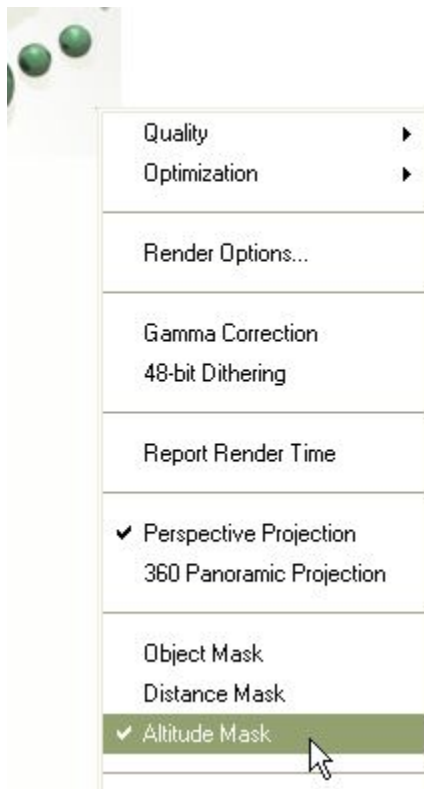 Quality
Optimization
Render Options...
Gamma Correction
48-bit Dithering
Report Render Time
Perspective Projection
360 Panoramic Projection
Object Mask
Distance Mask
Altitude Mask